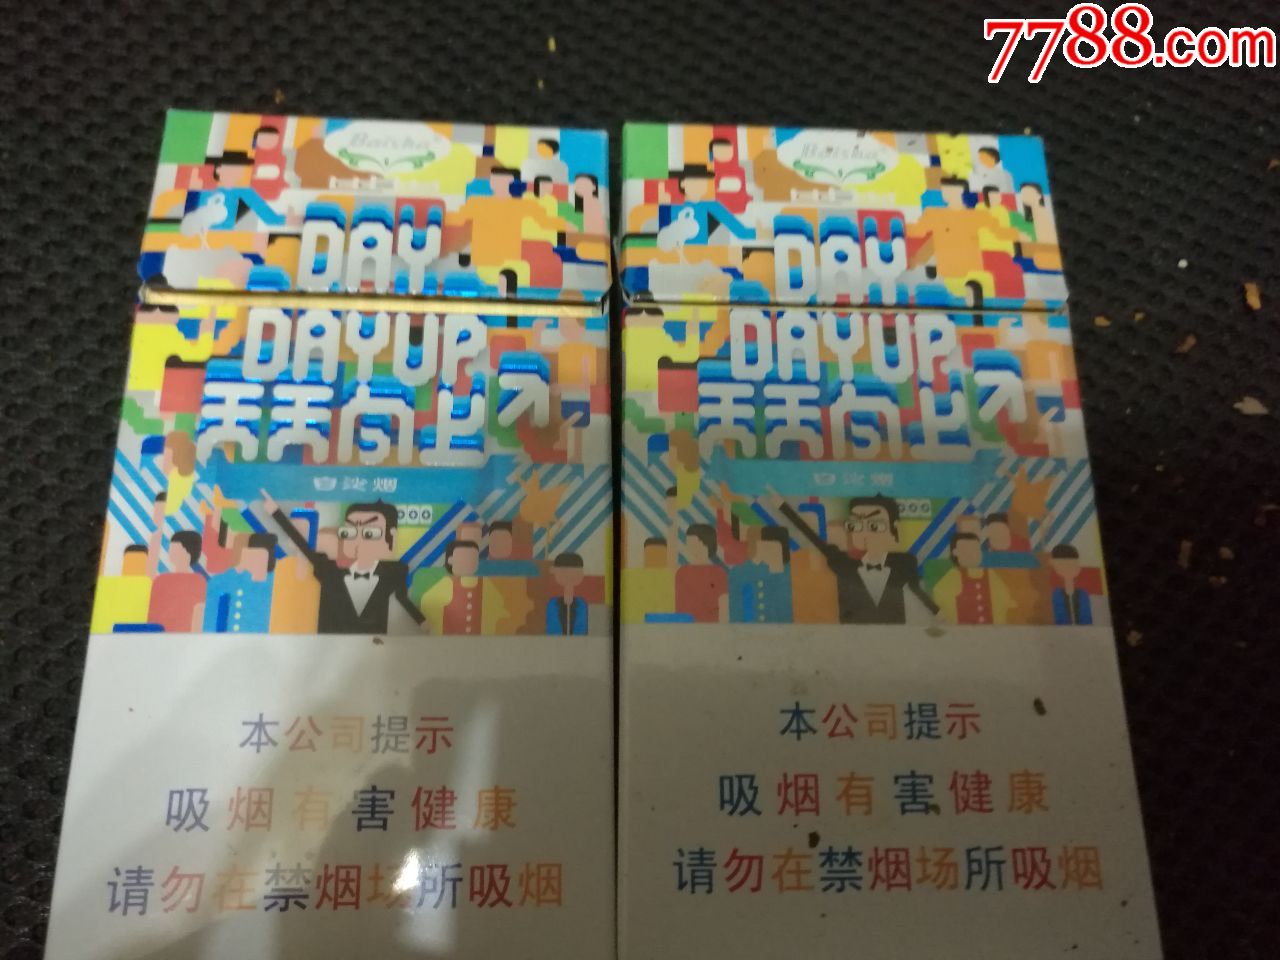 7788.com
Baisha
DAY
DAYUP
天天向上
白沙烟
本公司提示
吸烟有害健康
请勿在禁烟场所吸烟
Baisha
DAY
DAYUP
天天向上
白沙烟
本公司提示
吸烟有害健康
请勿在禁烟场所吸烟